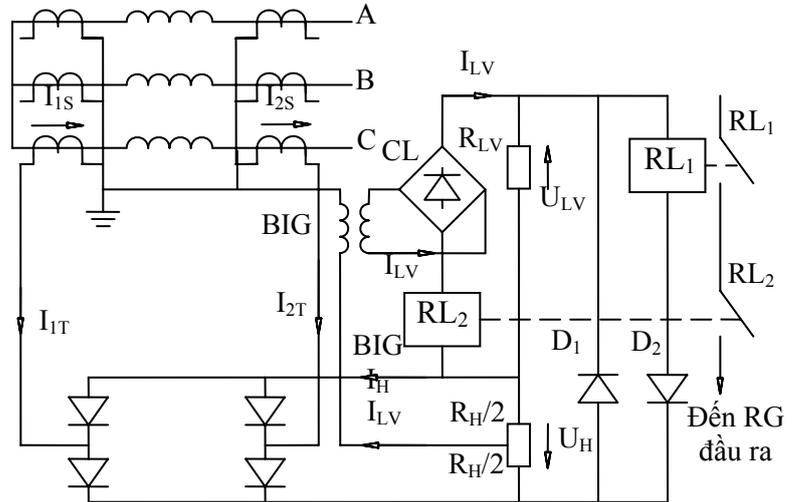 A
B
I1S
I2S
C
CL
ILV
RLV
ULV
RL1
RL1
BIG
ILV
RL2
RL2
I1T
I2T
BIG
D1
D2
IH
ILV
RH/2
RH/2
UH
Đến RG
đầu ra